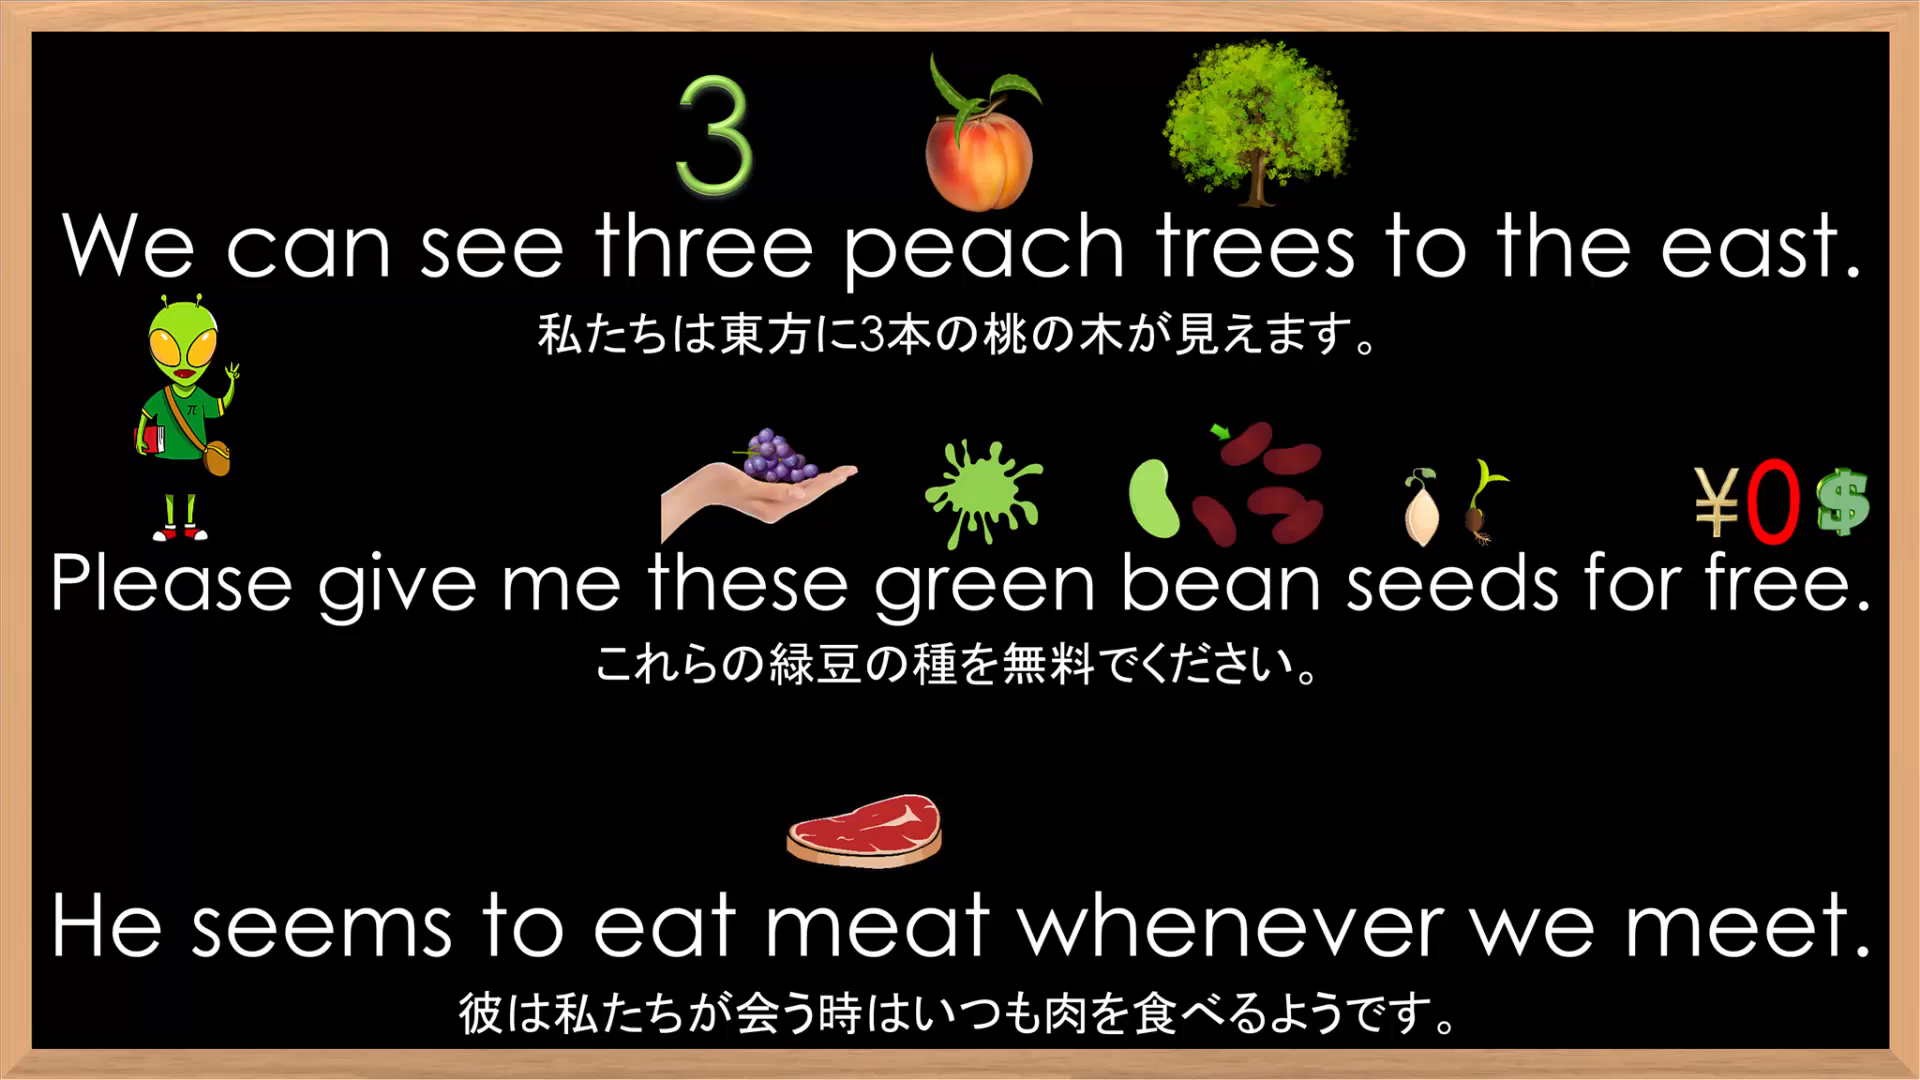 3
We can see three peach trees to the east.
私たちは東方に3本の桃の木が見えます。
π
¥0$
Please give me these green bean seeds for free.
これらの緑豆の種を無料でください。
He seems to eat meat whenever we meet.
彼は私たちが会う時はいつも肉を食べるようです。